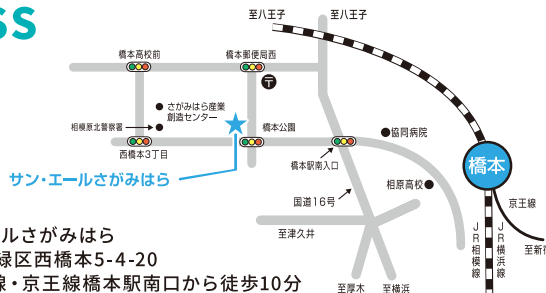 SS
至八王子
至八王子
橋本高校前
橋本郵便局西
さがみはら産業
創造センター
相模原北警察署
橋本公園
西橋本3丁目
協同病院
橋本駅南入口
橋本
サン・エールさがみはら
相原高校
国道16号
京王線
JR相模線
JR横浜線
至新宿
至津久井
至厚木
至横浜
ルさがみはら
緑区西橋本5-4-20
線・京王線橋本駅南口から徒歩10分